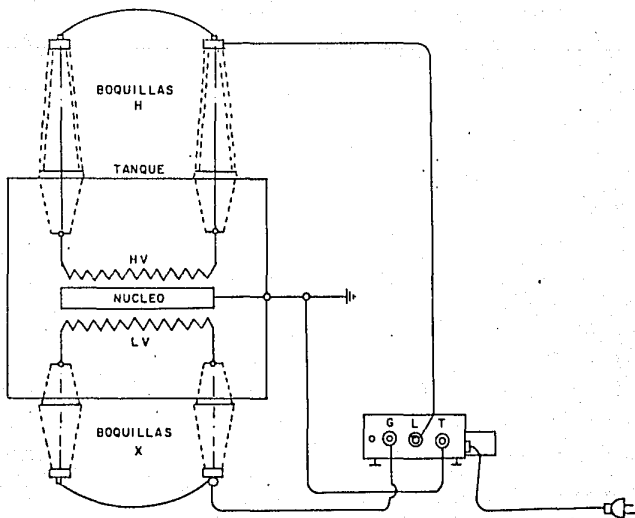 BOQUILLAS
H
TANQUE
HV
NUCLEO
LV
BOQUILLAS
X
G L T